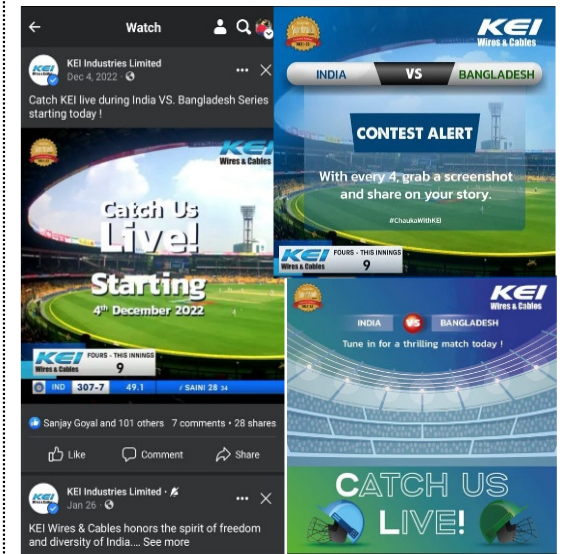 Watch
KEI Industries Limited
Dec 4, 2022 ·
Catch KEI live during India VS. Bangladesh Series
starting today !
KEI
Wires & Cables
Catch Us
Live!
Starting
4th December 2022
KEI
Wires & Cables
FOURS - THIS INNINGS
9
IND 307-7 49.1 / SAINI 28 34
Sanjay Goyal and 101 others 7 comments • 28 shares
Like Comment Share
KEI Industries Limited ·
Jan 26 ·
KEI Wires & Cables honors the spirit of freedom
and diversity of India.... See more
KEI
Wires & Cables
INDIA VS BANGLADESH
CONTEST ALERT
With every 4, grab a screenshot
and share on your story.
#ChaukaWithKEI
KEI
Wires & Cables
FOURS - THIS INNINGS
9
KEI
Wires & Cables
INDIA VS BANGLADESH
Tune in for a thrilling match today !
CATCH US
LIVE!